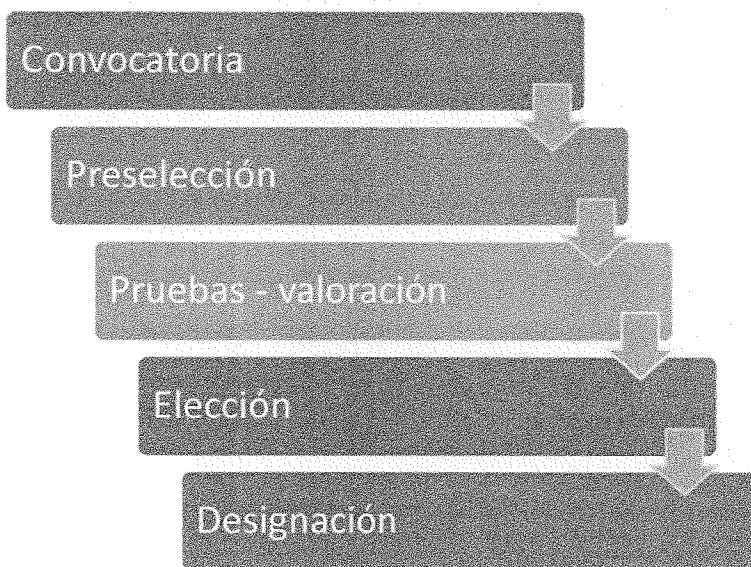 Convocatoria
Preselección
Pruebas - valoración
Elección
Designación